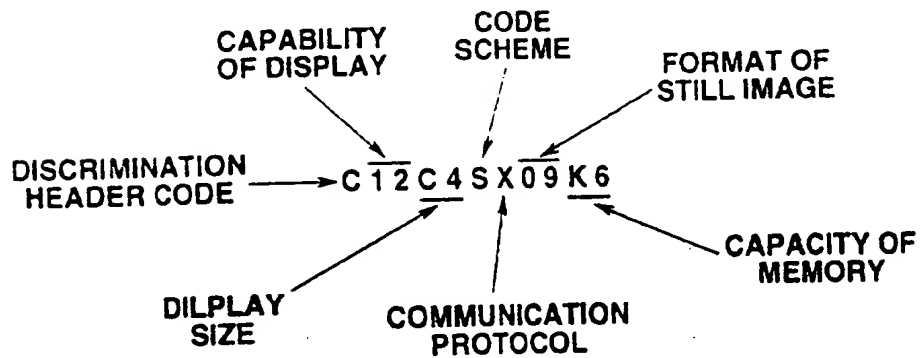 CAPABILITY
OF DISPLAY
CODE
SCHEME
FORMAT OF
STILL IMAGE
DISCRIMINATION
HEADER CODE
C12C4SX09K6
DILPLAY
SIZE
COMMUNICATION
PROTOCOL
CAPACITY OF
MEMORY